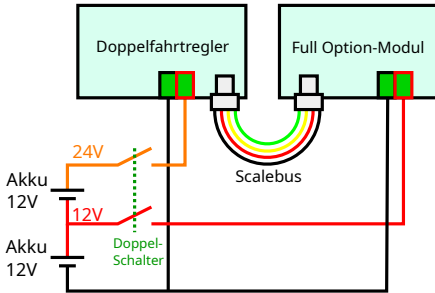 Doppelfahrtregler
Full Option-Modul
24V
Scalebus
Akku
12V
12V
Doppel-
Schalter
Akku
12V